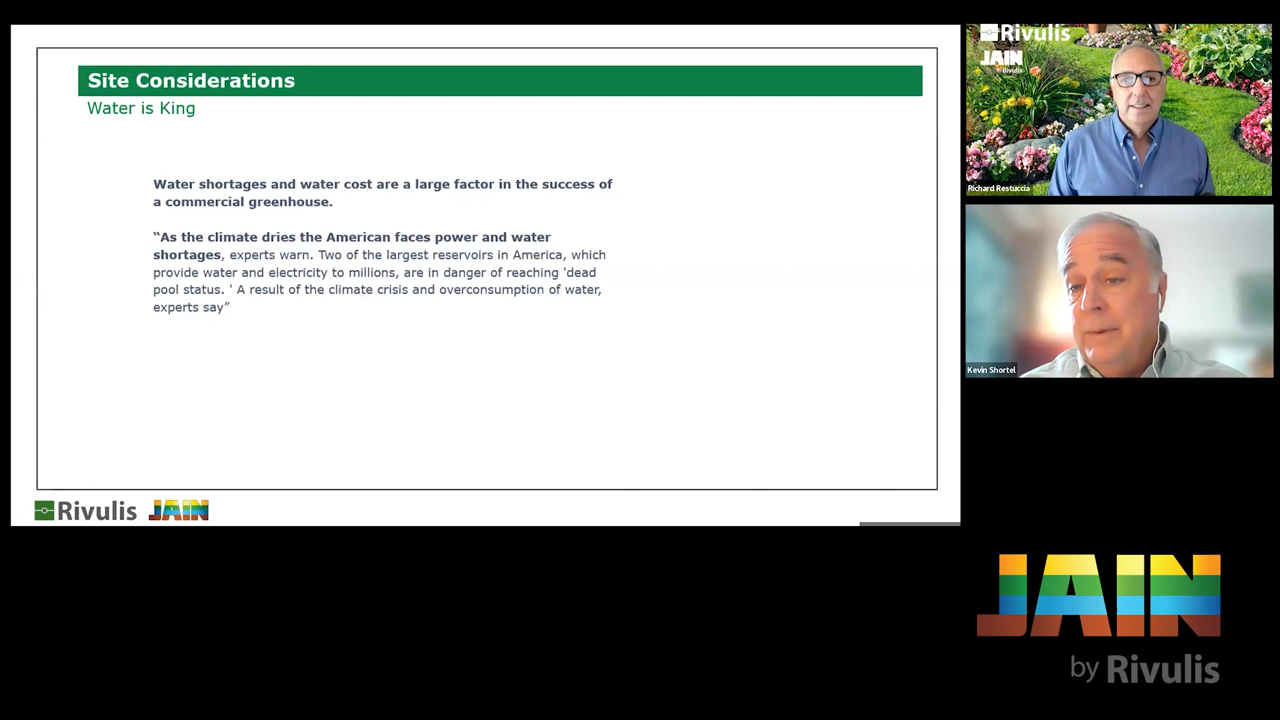 Site Considerations
Water is King
Water shortages and water cost are a large factor in the success of
a commercial greenhouse.
“As the climate dries the American faces power and water
shortages, experts warn. Two of the largest reservoirs in America, which
provide water and electricity to millions, are in danger of reaching 'dead
pool status. ' A result of the climate crisis and overconsumption of water,
experts say”
Rivulis JAIN
Rivulis
JAIN
by Rivulis
Richard Restuccia
Kevin Shortel
JAIN
by Rivulis